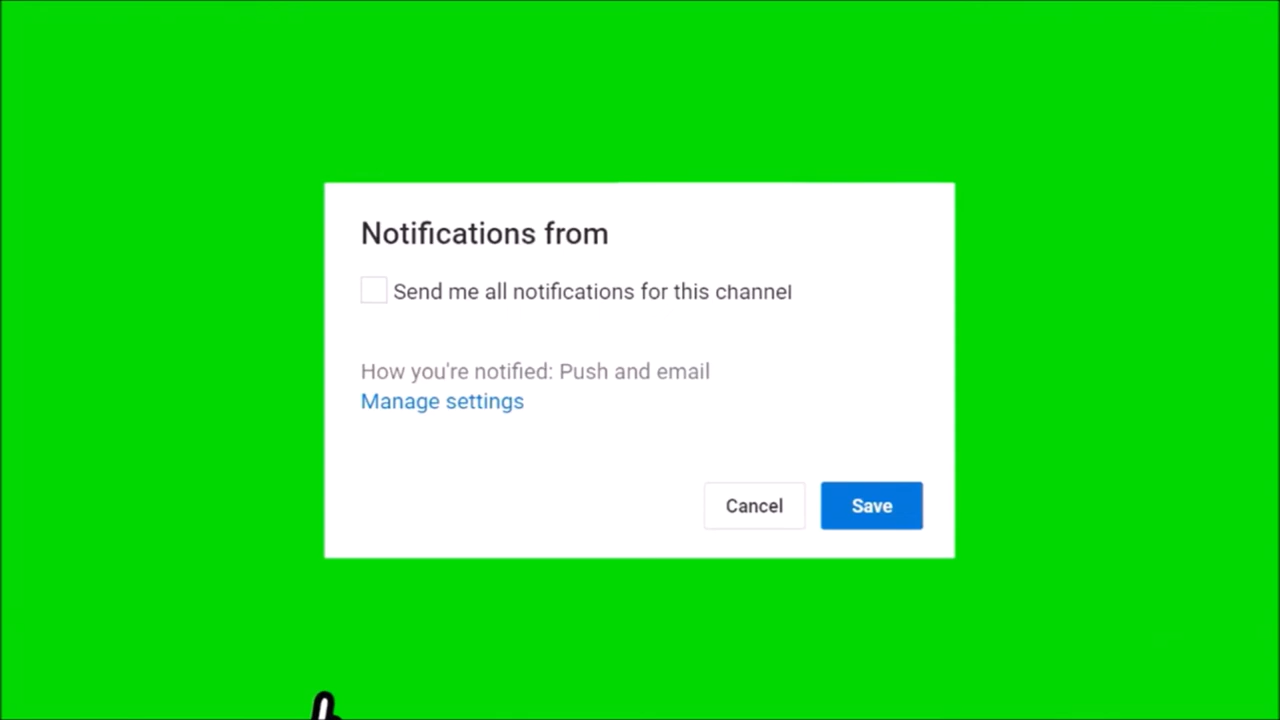 Notifications from
Send me all notifications for this channel
How you're notified: Push and email
Manage settings
Cancel Save